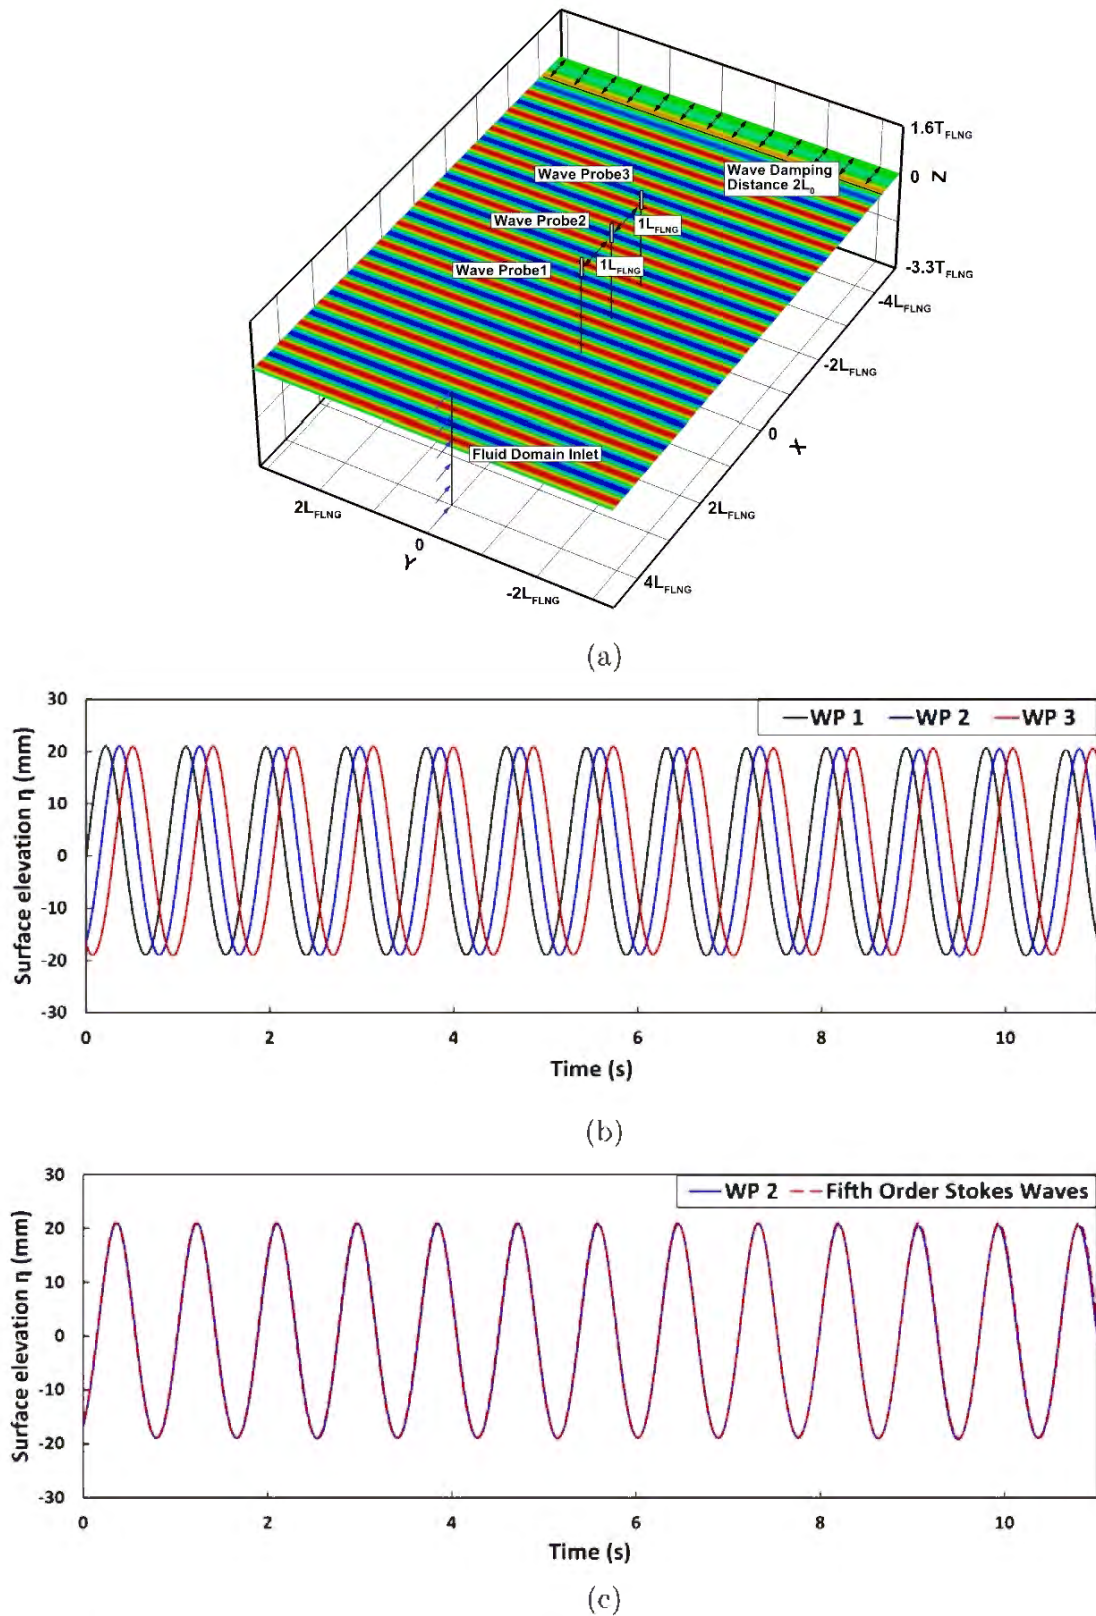 1.6T_FLNG
0
Z
Wave Probe3
Wave Damping
Distance 2L_0
Wave Probe2
1L_FLNG
Wave Probe1
1L_FLNG
-3.3T_FLNG
-4L_FLNG
-2L_FLNG
0
X
Fluid Domain Inlet
2L_FLNG
2L_FLNG
0
Y
-2L_FLNG
4L_FLNG
(a)
30
WP 1 WP 2 WP 3
20
10
0
-10
-20
-30
Surface elevation η (mm)
0 2 4 6 8 10
Time (s)
(b)
30
WP 2 Fifth Order Stokes Waves
20
10
0
-10
-20
-30
Surface elevation η (mm)
0 2 4 6 8 10
Time (s)
(c)